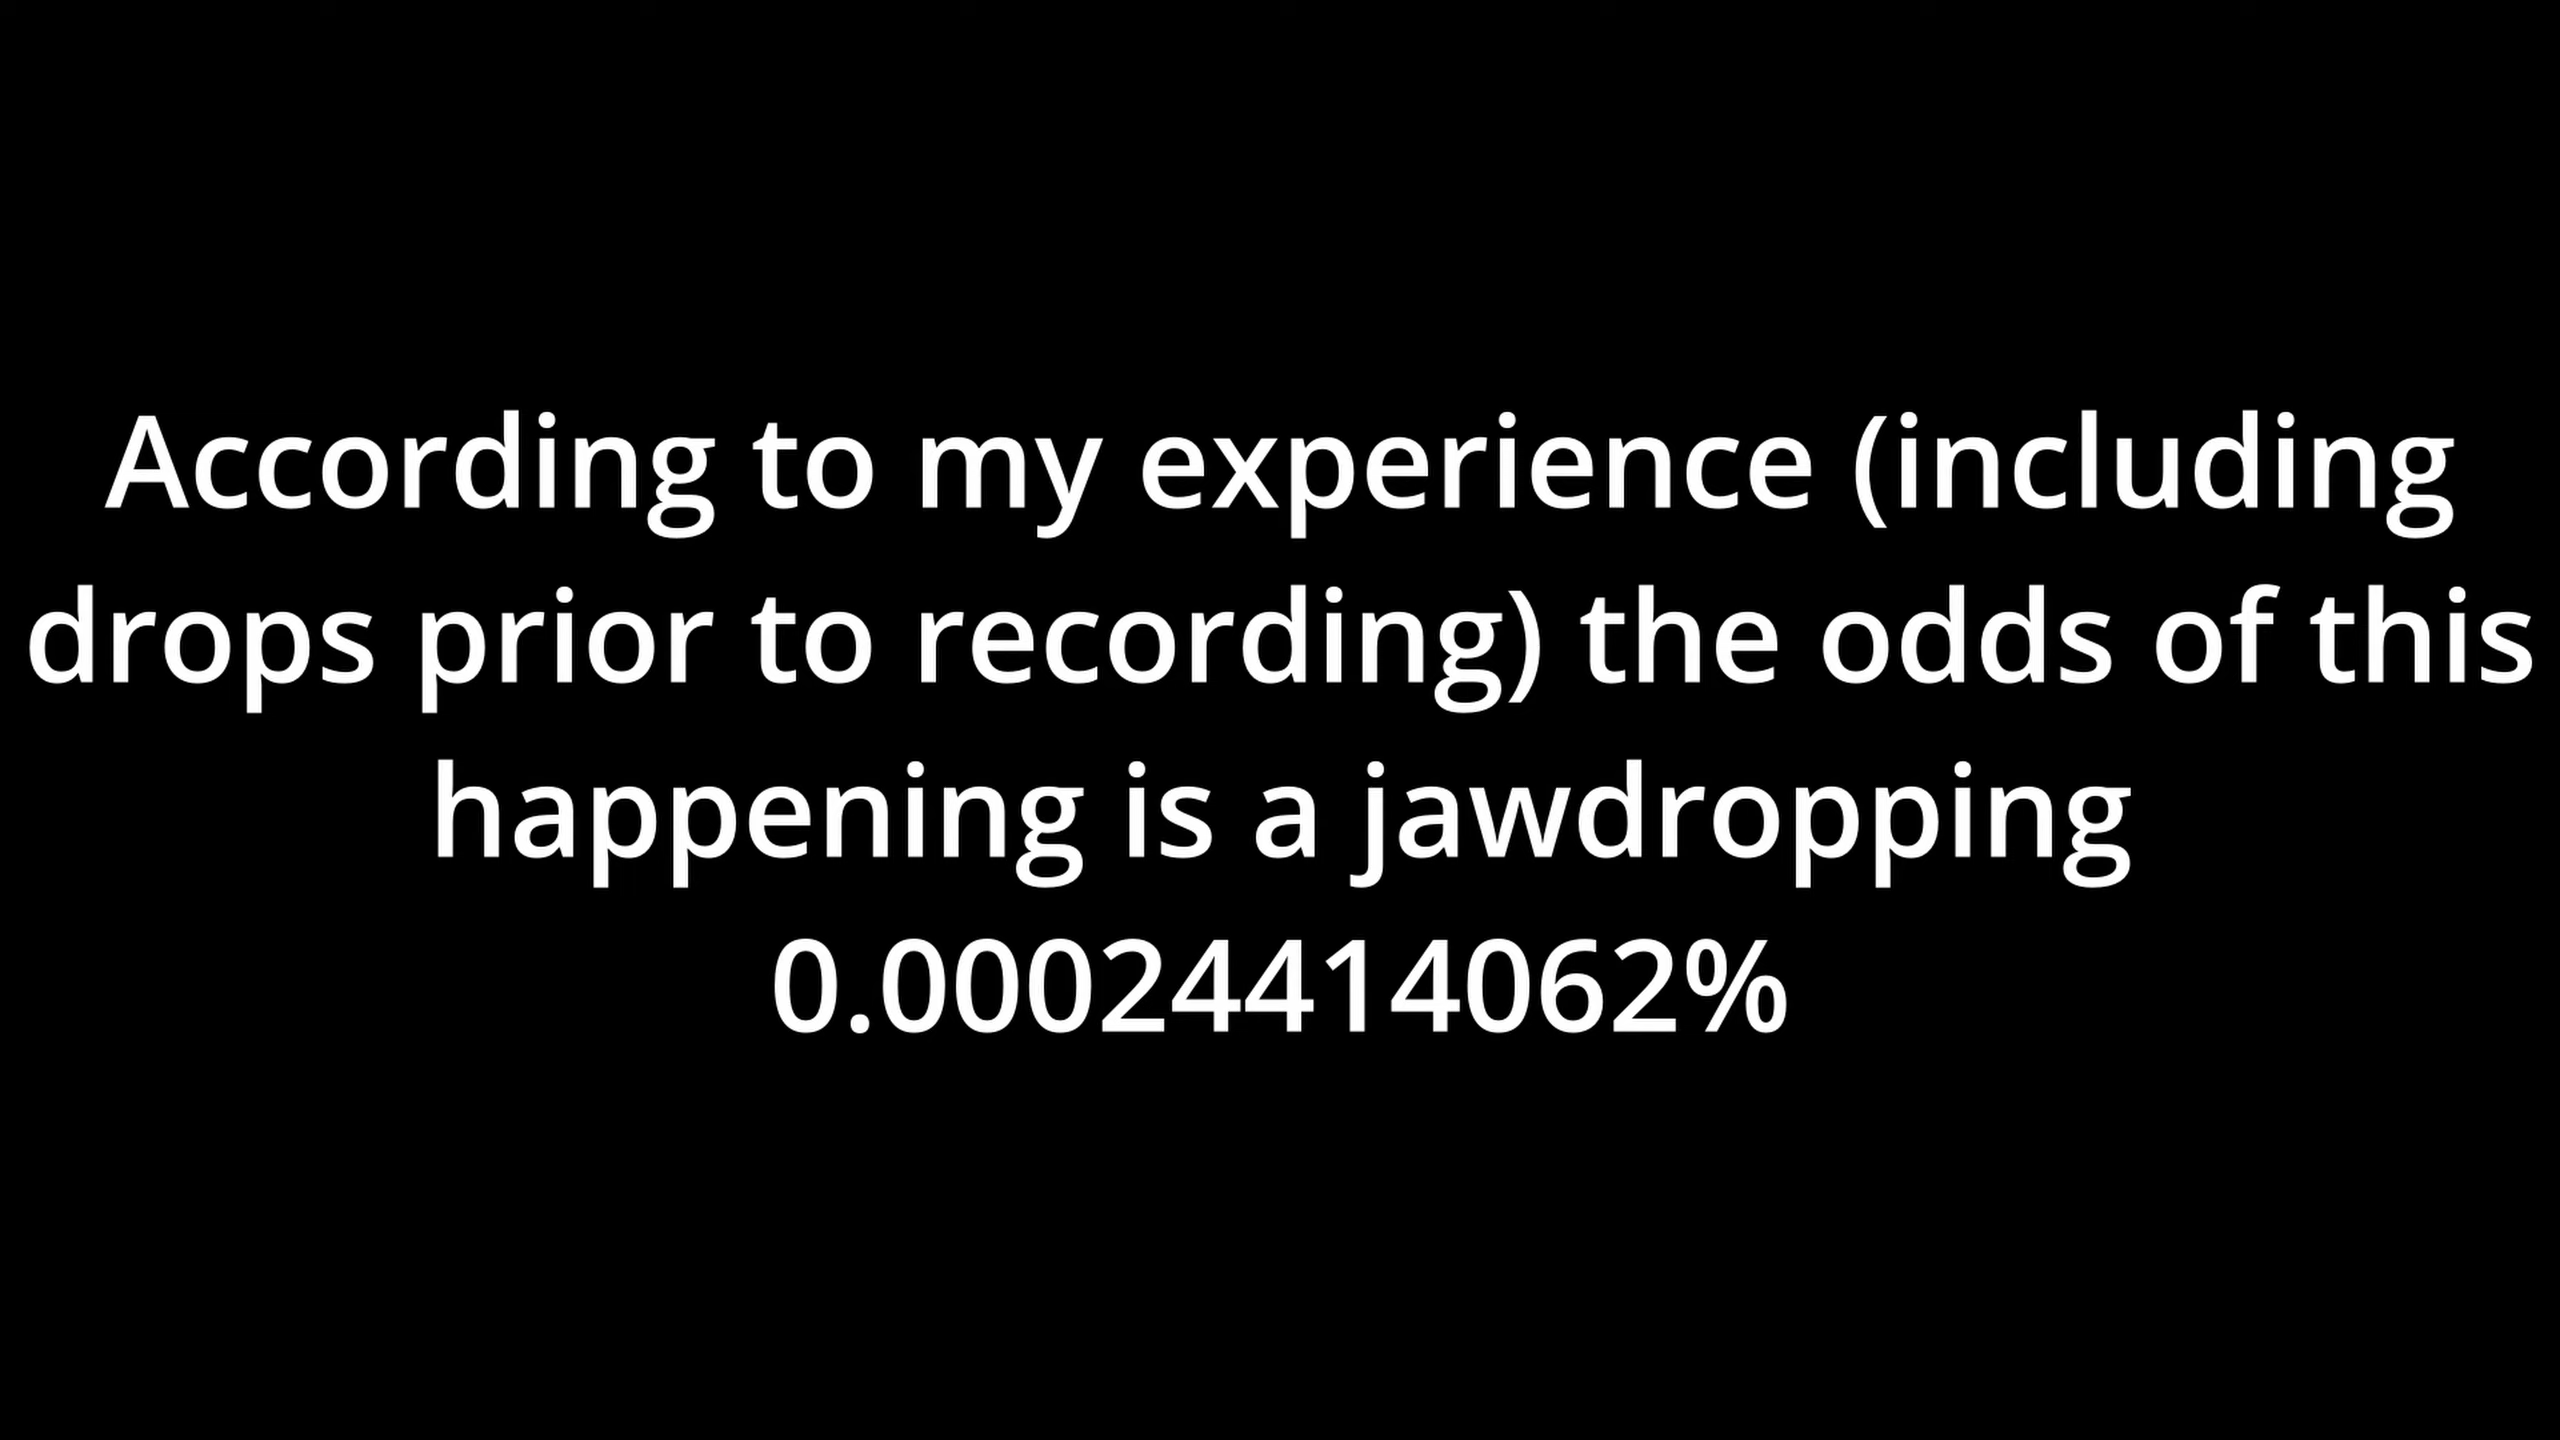 According to my experience (including
drops prior to recording) the odds of this
happening is a jawdropping
0.00024414062%